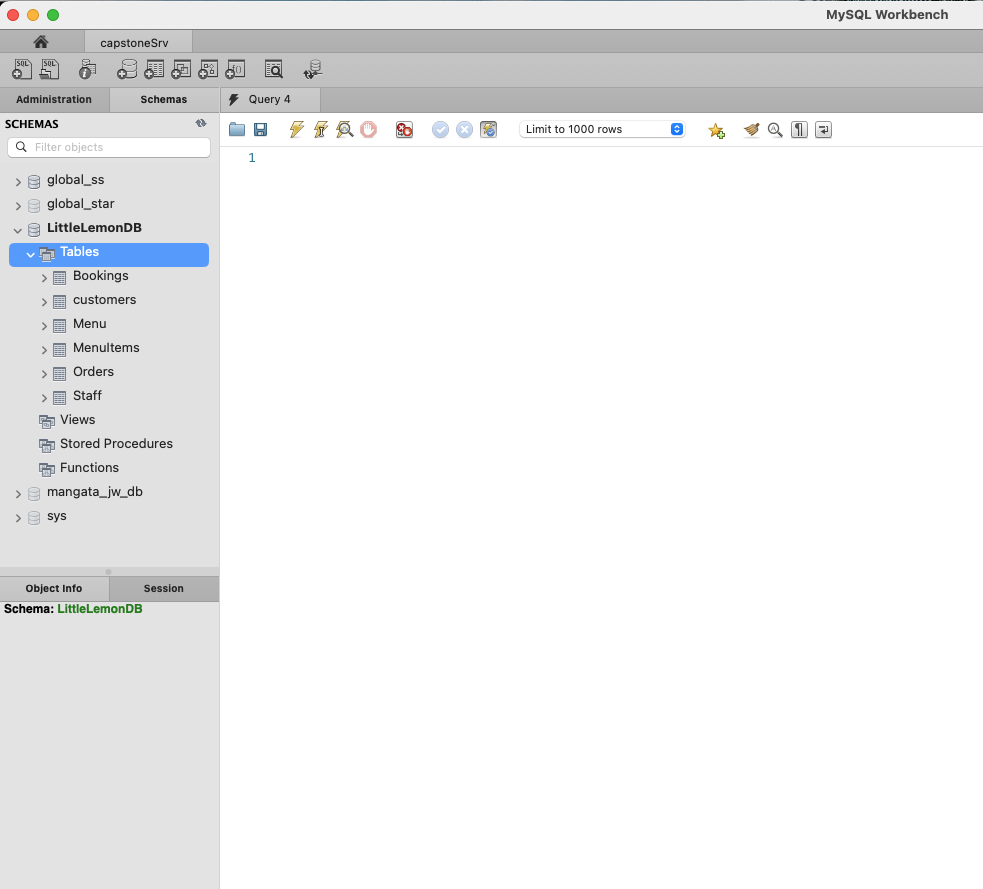 MySQL Workbench
capstoneSrv
Administration
Schemas
Query 4
SCHEMAS
Limit to 1000 rows
Filter objects
1
global_ss
global_star
LittleLemonDB
Tables
Bookings
customers
Menu
MenuItems
Orders
Staff
Views
Stored Procedures
Functions
mangata_jw_db
sys
Object Info
Session
Schema: LittleLemonDB